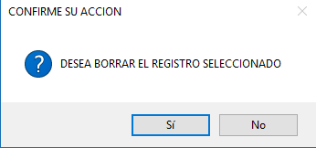 CONFIRME SU ACCION
DESEA BORRAR EL REGISTRO SELECCIONADO
Sí
No